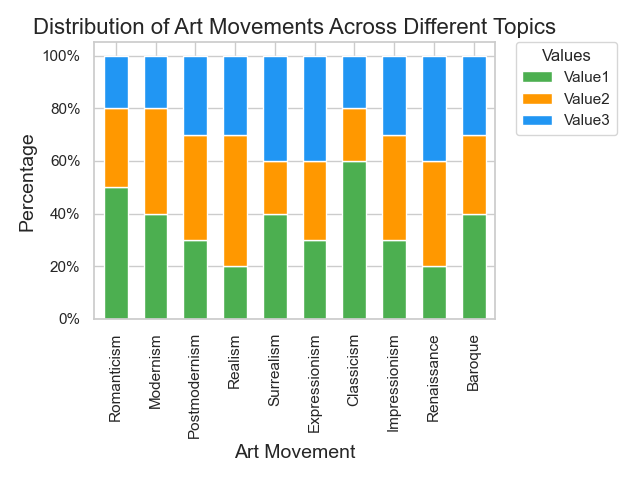 Distribution of Art Movements Across Different Topics
Values
Value1
Value2
Value3
Percentage
100%
80%
60%
40%
20%
0%
Romanticism
Modernism
Postmodernism
Realism
Surrealism
Expressionism
Classicism
Impressionism
Renaissance
Baroque
Art Movement